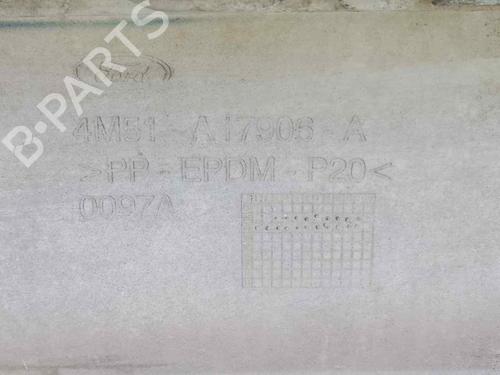 Ford
4M51-A17906-A
>PP-EPDM-P20<
0097A
B-PARTS